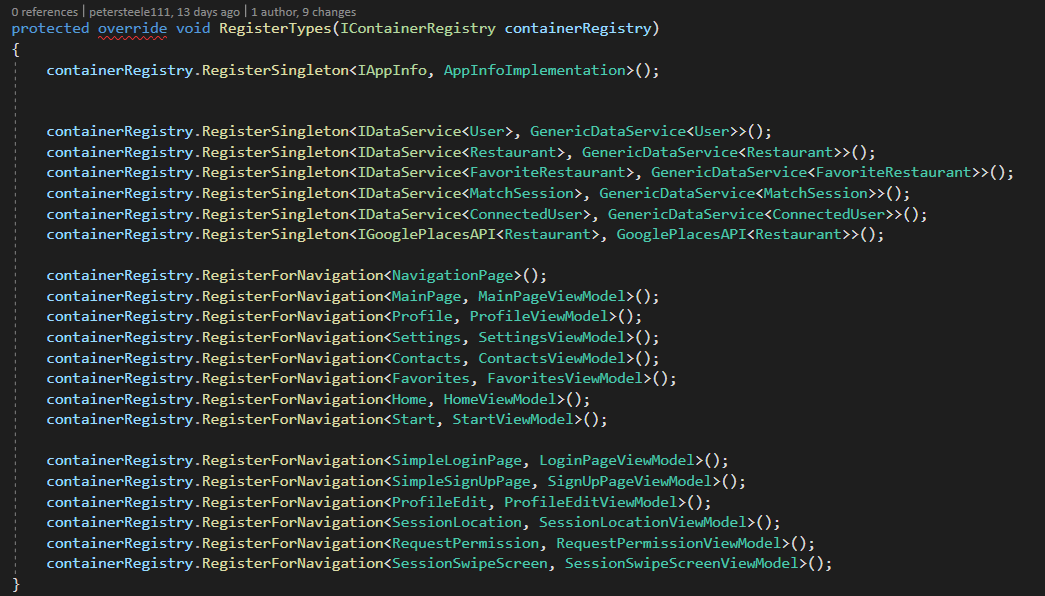 0 references | petersteele111, 13 days ago | 1 author, 9 changes
protected override void RegisterTypes(IContainerRegistry containerRegistry)
{
containerRegistry.RegisterSingleton<IAppInfo, AppInfoImplementation>();
containerRegistry.RegisterSingleton<IDataService<User>, GenericDataService<User>>();
containerRegistry.RegisterSingleton<IDataService<Restaurant>, GenericDataService<Restaurant>>();
containerRegistry.RegisterSingleton<IDataService<FavoriteRestaurant>, GenericDataService<FavoriteRestaurant>>();
containerRegistry.RegisterSingleton<IDataService<MatchSession>, GenericDataService<MatchSession>>();
containerRegistry.RegisterSingleton<IDataService<ConnectedUser>, GenericDataService<ConnectedUser>>();
containerRegistry.RegisterSingleton<IGooglePlacesAPI<Restaurant>, GooglePlacesAPI<Restaurant>>();
containerRegistry.RegisterForNavigation<NavigationPage>();
containerRegistry.RegisterForNavigation<MainPage, MainPageViewModel>();
containerRegistry.RegisterForNavigation<Profile, ProfileViewModel>();
containerRegistry.RegisterForNavigation<Settings, SettingsViewModel>();
containerRegistry.RegisterForNavigation<Contacts, ContactsViewModel>();
containerRegistry.RegisterForNavigation<Favorites, FavoritesViewModel>();
containerRegistry.RegisterForNavigation<Home, HomeViewModel>();
containerRegistry.RegisterForNavigation<Start, StartViewModel>();
containerRegistry.RegisterForNavigation<SimpleLoginPage, LoginPageViewModel>();
containerRegistry.RegisterForNavigation<SimpleSignUpPage, SignUpPageViewModel>();
containerRegistry.RegisterForNavigation<ProfileEdit, ProfileEditViewModel>();
containerRegistry.RegisterForNavigation<SessionLocation, SessionLocationViewModel>();
containerRegistry.RegisterForNavigation<RequestPermission, RequestPermissionViewModel>();
containerRegistry.RegisterForNavigation<SessionSwipeScreen, SessionSwipeScreenViewModel>();
}